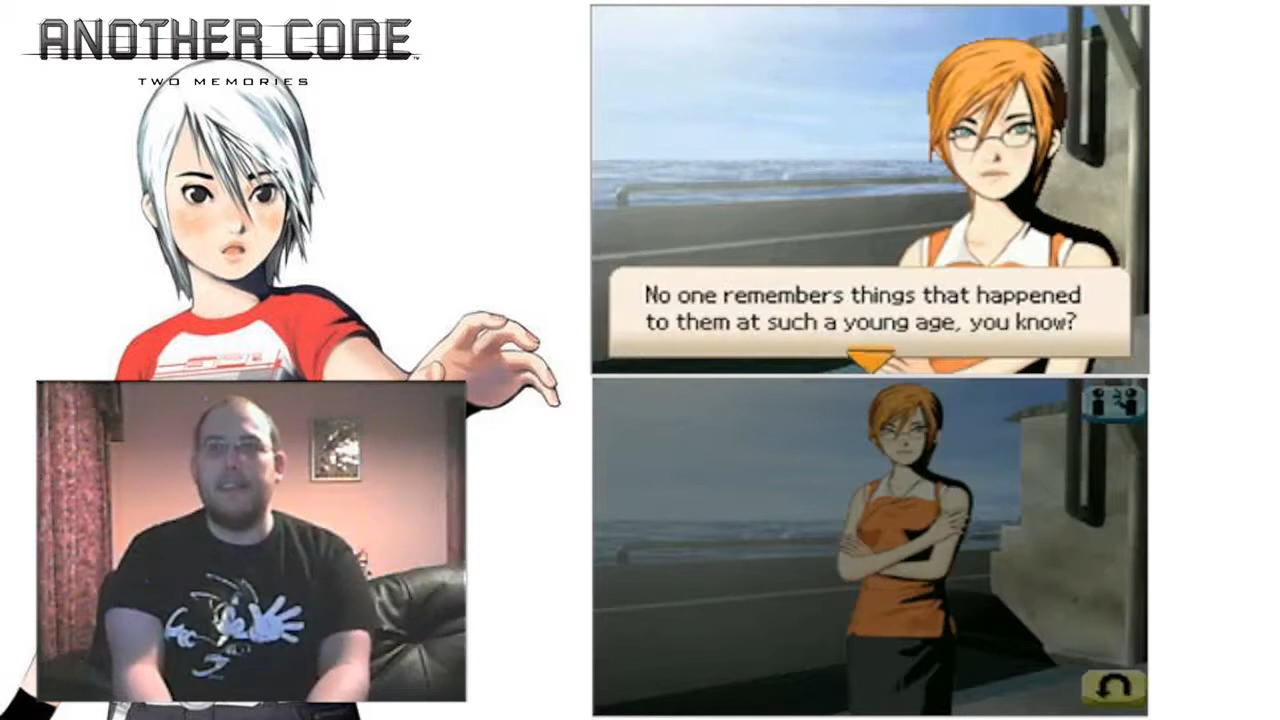 ANOTHER CODE
TWO MEMORIES
No one remembers things that happened
to them at such a young age, you know?